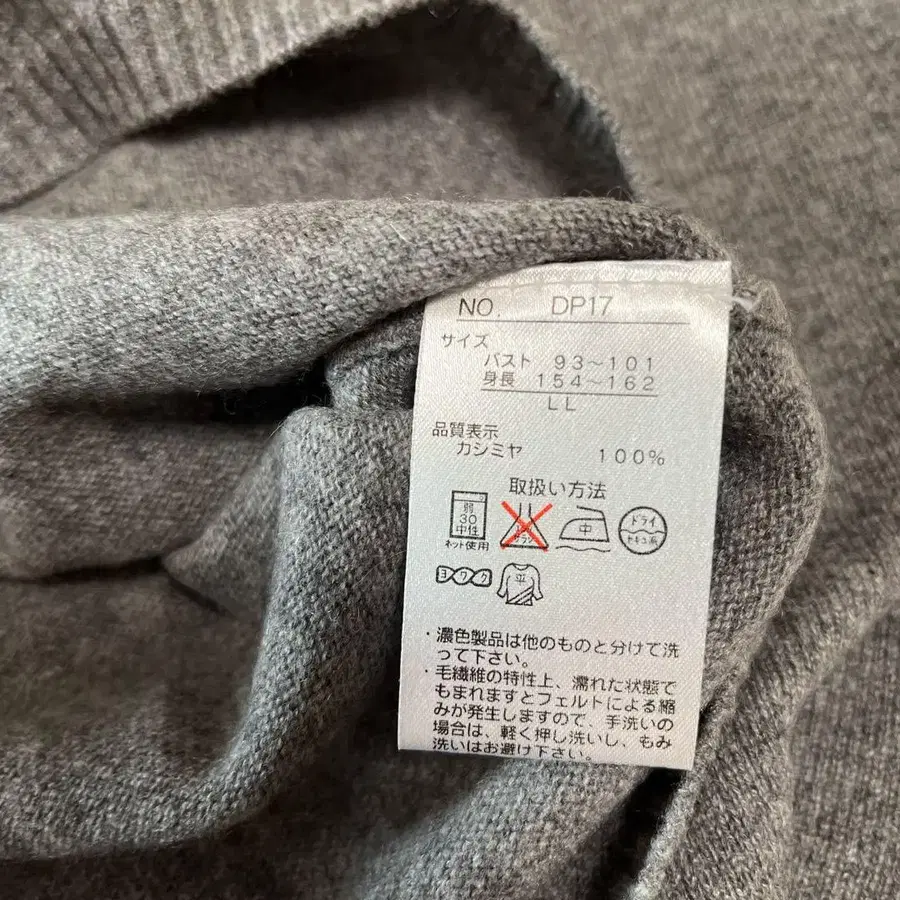 NO. DP17
サイズ
バスト 93～101
身長 154～162
LL
品質表示
カシミヤ 100%
取扱い方法
弱
30
中性
ネット使用
中
ドライ
セキユ系
ヨワク
平
・濃色製品は他のものと分けて洗
って下さい。
・毛繊維の特性上、濡れた状態で
もまれますとフェルトによる縮
みが発生しますので、手洗いの
場合は、軽く押し洗いし、もみ
洗いはお避け下さい。